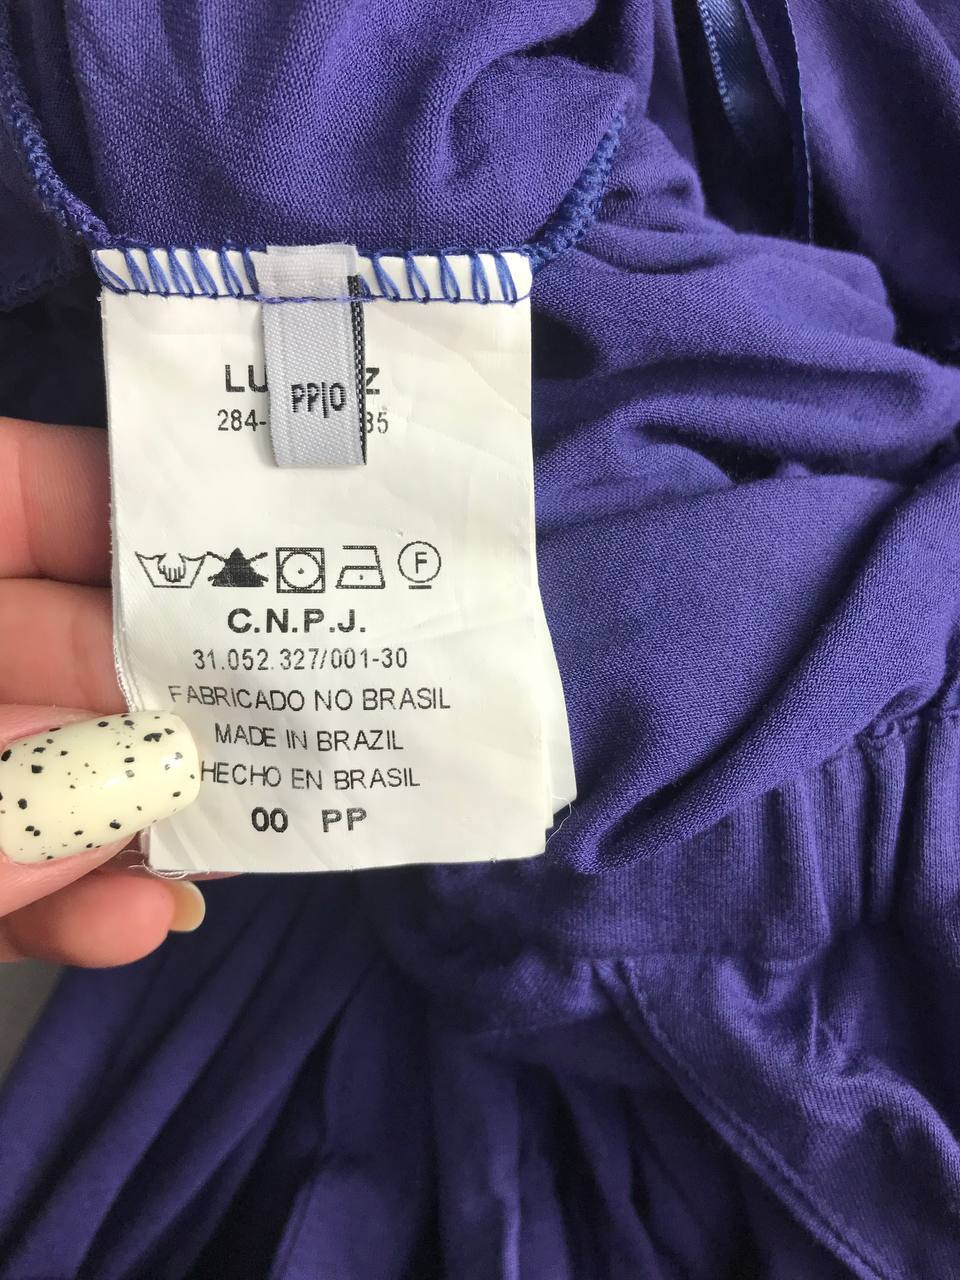 PP|0
C.N.P.J.
31.052.327/001-30
FABRICADO NO BRASIL
MADE IN BRAZIL
HECHO EN BRASIL
00 PP
F